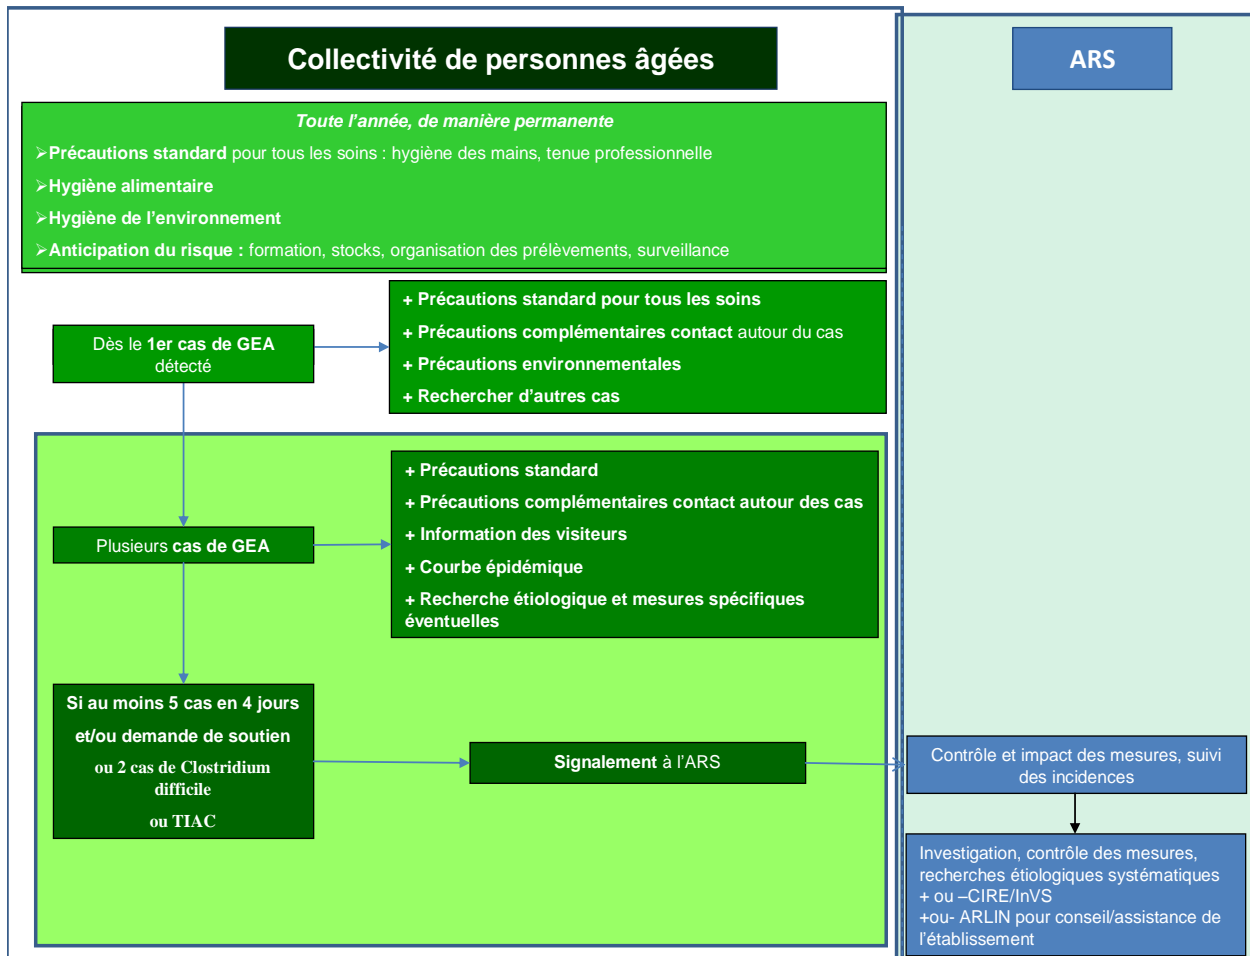 Collectivité de personnes âgées
ARS
Toute l'année, de manière permanente
➢Précautions standard pour tous les soins : hygiène des mains, tenue professionnelle
➢Hygiène alimentaire
➢Hygiène de l'environnement
➢Anticipation du risque : formation, stocks, organisation des prélèvements, surveillance
Dès le 1er cas de GEA
détecté
+ Précautions standard pour tous les soins
+ Précautions complémentaires contact autour du cas
+ Précautions environnementales
+ Rechercher d'autres cas
Plusieurs cas de GEA
+ Précautions standard
+ Précautions complémentaires contact autour des cas
+ Information des visiteurs
+ Courbe épidémique
+ Recherche étiologique et mesures spécifiques
éventuelles
Si au moins 5 cas en 4 jours
et/ou demande de soutien
ou 2 cas de Clostridium
difficile
ou TIAC
Signalement à l'ARS
Contrôle et impact des mesures, suivi
des incidences
Investigation, contrôle des mesures,
recherches étiologiques systématiques
+ ou –CIRE/InVS
+ou- ARLIN pour conseil/assistance de
l'établissement